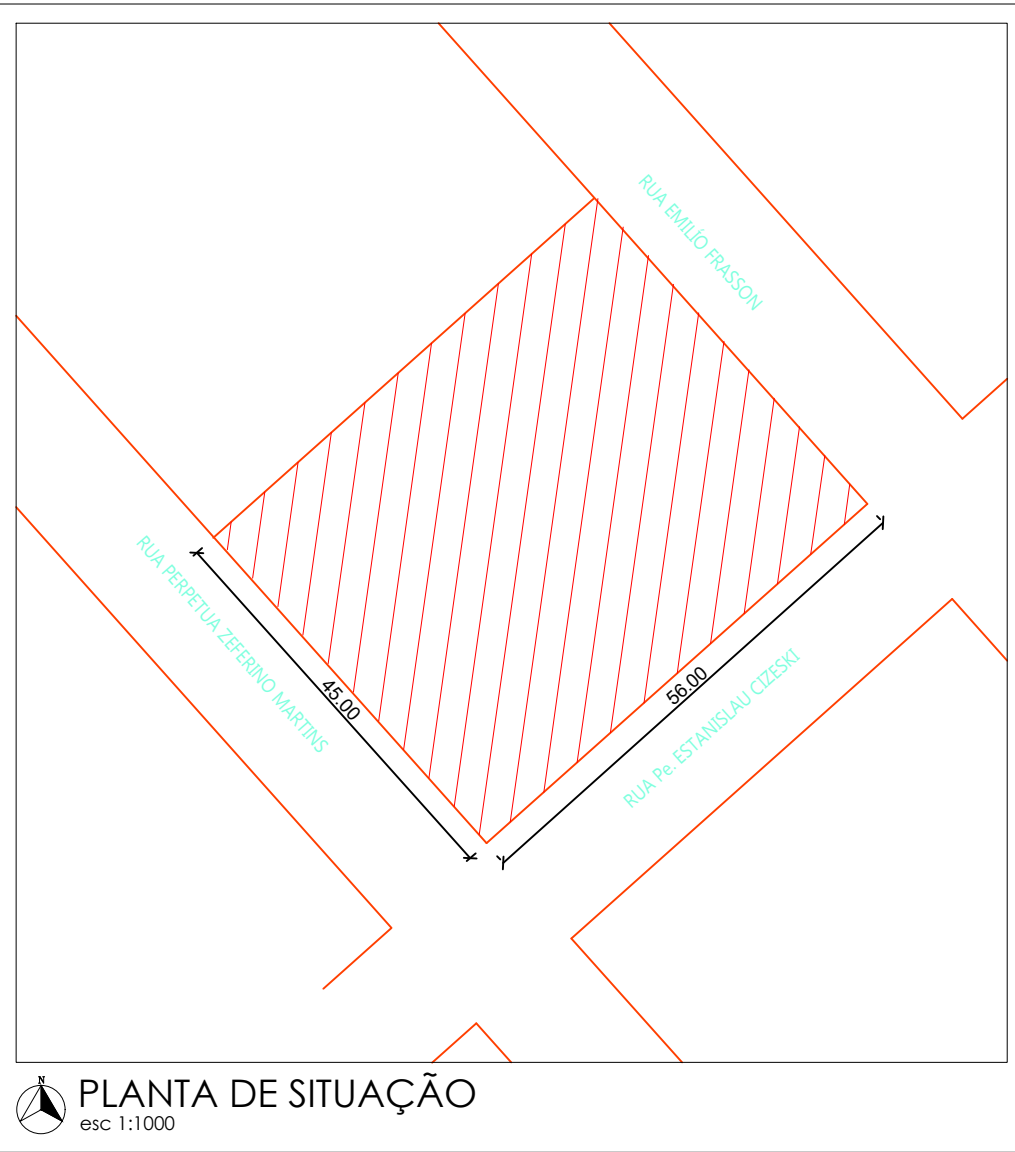 RUA EMILÍO FRASSON
RUA PERPETUA ZEFERINO MARTINS
45.00
56.00
RUA Pe. ESTANISLAU CIZESKI
N
PLANTA DE SITUAÇÃO
esc 1:1000